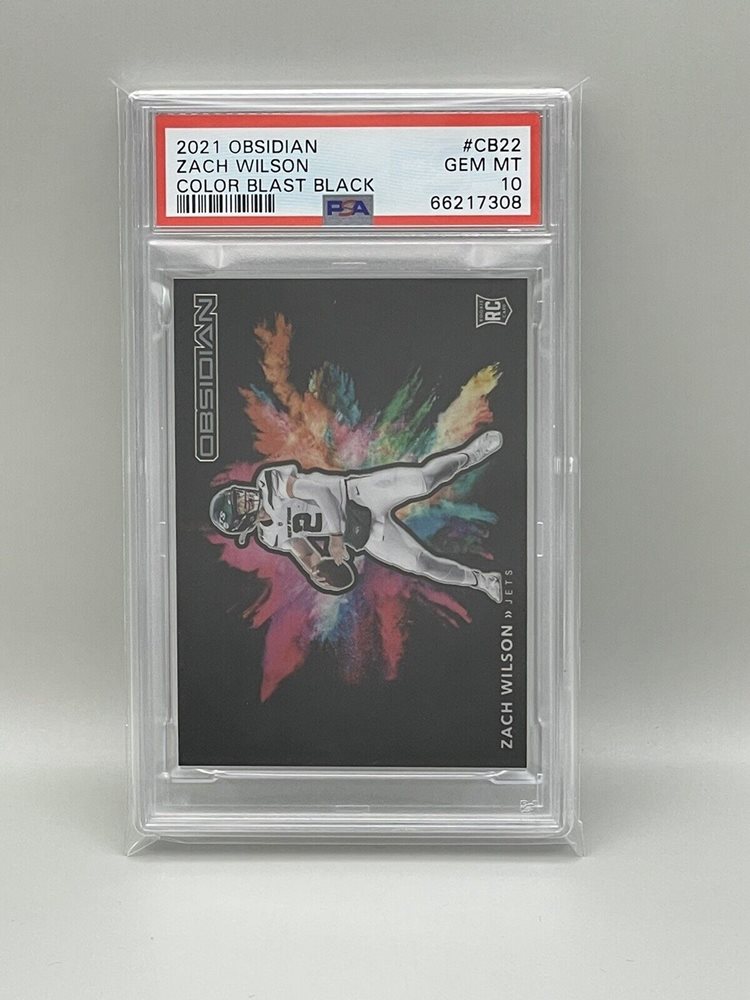 2021 OBSIDIAN #CB22
ZACH WILSON GEM MT
COLOR BLAST BLACK 10
PSA 66217308
OBSIDIAN
RC
ZACH WILSON » JETS